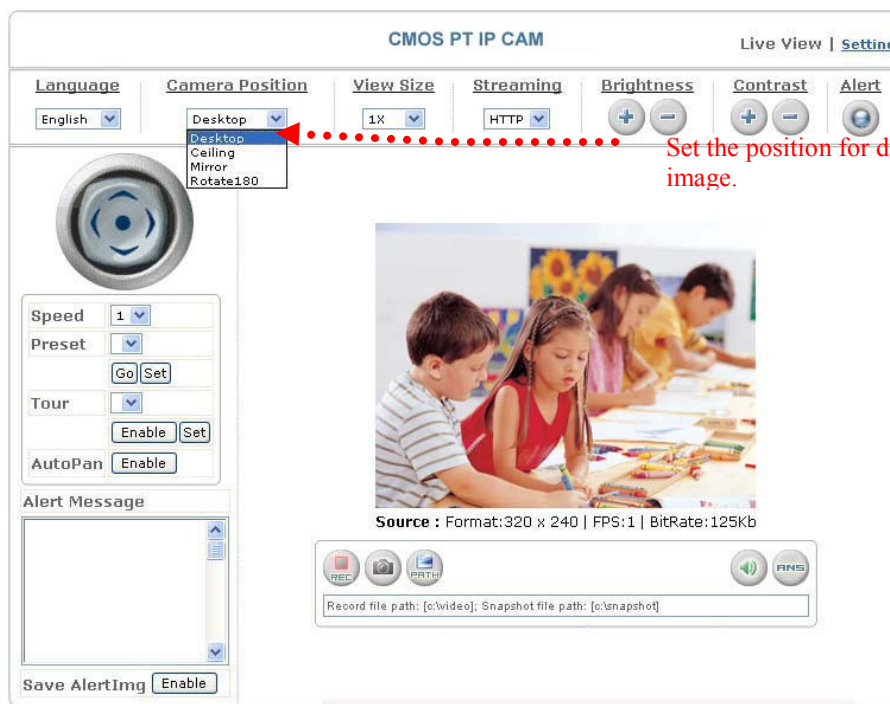 CMOS PT IP CAM
Live View | Setting
Language Camera Position View Size Streaming Brightness Contrast Alert
English Desktop 1X HTTP + - + -
Desktop
Ceiling
Mirror
Rotate180
Set the position for d
image.
Speed 1
Preset
Go Set
Tour
Enable Set
AutoPan Enable
Alert Message
Source : Format:320 x 240 | FPS:1 | BitRate:125Kb
REC PATH ANS
Record file path: [c:\video]; Snapshot file path: [c:\snapshot]
Save AlertImg Enable